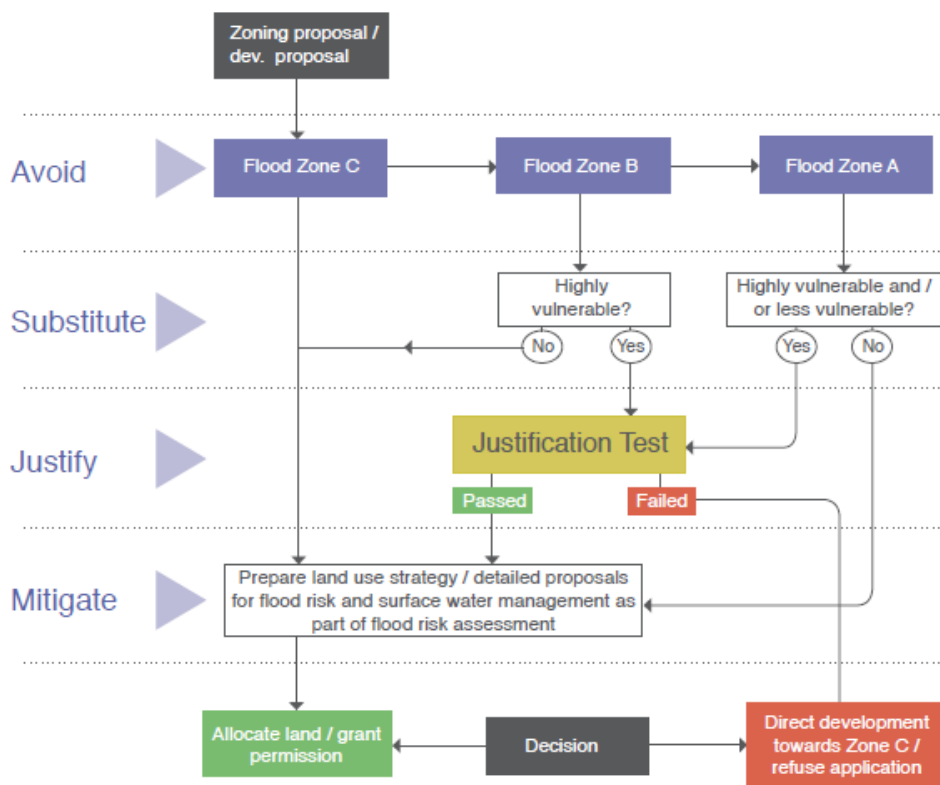 Zoning proposal /
dev. proposal
Avoid
Flood Zone C
Flood Zone B
Flood Zone A
Substitute
Highly
vulnerable?
Highly vulnerable and /
or less vulnerable?
No
Yes
Yes
No
Justify
Justification Test
Passed
Failed
Mitigate
Prepare land use strategy / detailed proposals
for flood risk and surface water management as
part of flood risk assessment
Allocate land / grant
permission
Decision
Direct development
towards Zone C /
refuse application